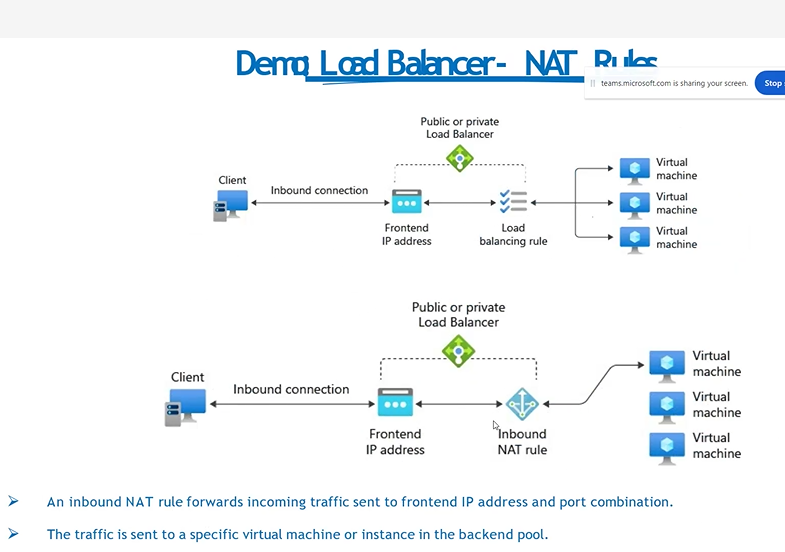 Demo: Load Balancer - NAT Rules
teams.microsoft.com is sharing your screen.
Stop
Public or private
Load Balancer
Client
Inbound connection
Frontend
IP address
Load
balancing rule
Virtual
machine
Virtual
machine
Virtual
machine
Public or private
Load Balancer
Client
Inbound connection
Frontend
IP address
Inbound
NAT rule
Virtual
machine
Virtual
machine
Virtual
machine
An inbound NAT rule forwards incoming traffic sent to frontend IP address and port combination.
The traffic is sent to a specific virtual machine or instance in the backend pool.